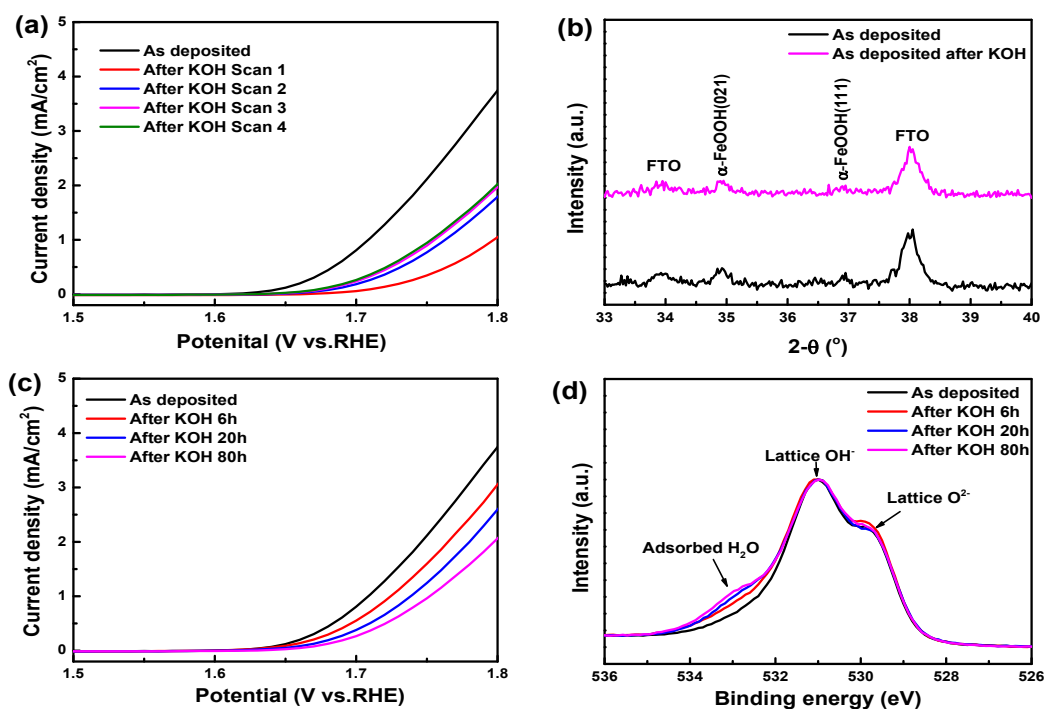 (a)
5
4
3
2
1
0
Current density (mA/cm²)
As deposited
After KOH Scan 1
After KOH Scan 2
After KOH Scan 3
After KOH Scan 4
1.5 1.6 1.7 1.8
Potenital (V vs.RHE)
(b)
Intensity (a.u.)
As deposited
As deposited after KOH
FTO
α-FeOOH(021)
α-FeOOH(111)
FTO
33 34 35 36 37 38 39 40
2-θ (°)
(c)
5
4
3
2
1
0
Current density (mA/cm²)
As deposited
After KOH 6h
After KOH 20h
After KOH 80h
1.5 1.6 1.7 1.8
Potential (V vs.RHE)
(d)
Intensity (a.u.)
As deposited
After KOH 6h
After KOH 20h
After KOH 80h
Lattice OH⁻
Lattice O²⁻
Adsorbed H₂O
536 534 532 530 528 526
Binding energy (eV)